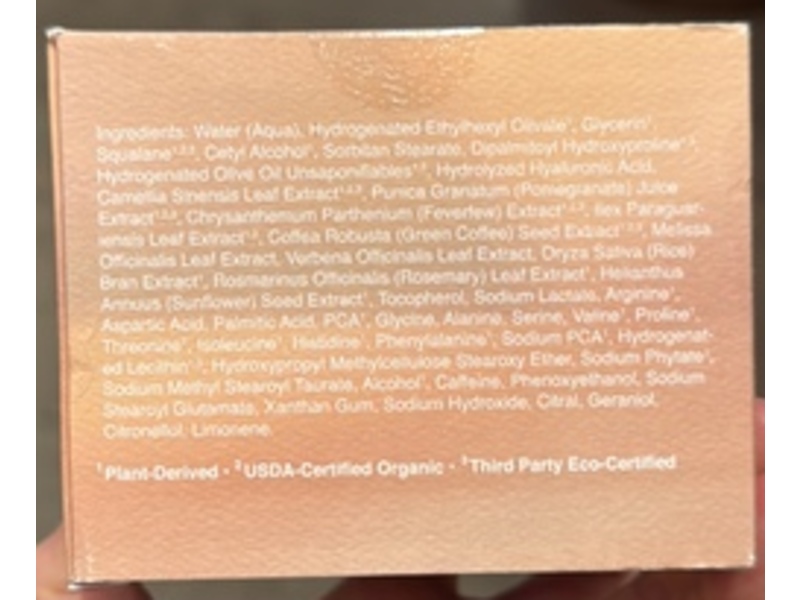 Ingredients: Water (Aqua), Hydrogenated Ethylhexyl Olivate¹, Glycerin¹,
Squalane¹,²,³, Cetyl Alcohol¹, Sorbitan Stearate, Dipalmitoyl Hydroxyproline¹,³,
Hydrogenated Olive Oil Unsaponifiables¹,³, Hydrolyzed Hyaluronic Acid,
Camellia Sinensis Leaf Extract¹,²,³, Punica Granatum (Pomegranate) Juice
Extract¹,²,³, Chrysanthemum Parthenium (Feverfew) Extract¹,²,³, Ilex Paraguar-
iensis Leaf Extract¹,³, Coffea Robusta (Green Coffee) Seed Extract¹,²,³, Melissa
Officinalis Leaf Extract, Verbena Officinalis Leaf Extract, Oryza Sativa (Rice)
Bran Extract¹, Rosmarinus Officinalis (Rosemary) Leaf Extract¹, Helianthus
Annuus (Sunflower) Seed Extract¹, Tocopherol, Sodium Lactate, Arginine¹,
Aspartic Acid, Palmitic Acid, PCA¹, Glycine, Alanine, Serine, Valine¹, Proline¹,
Threonine¹, Isoleucine¹, Histidine¹, Phenylalanine¹, Sodium PCA¹, Hydrogenat-
ed Lecithin¹,³, Hydroxypropyl Methylcellulose Stearoxy Ether, Sodium Phytate¹,
Sodium Methyl Stearoyl Taurate, Alcohol¹, Caffeine, Phenoxyethanol, Sodium
Stearoyl Glutamate, Xanthan Gum, Sodium Hydroxide, Citral, Geraniol,
Citronellol, Limonene.
¹Plant-Derived · ²USDA-Certified Organic · ³Third Party Eco-Certified